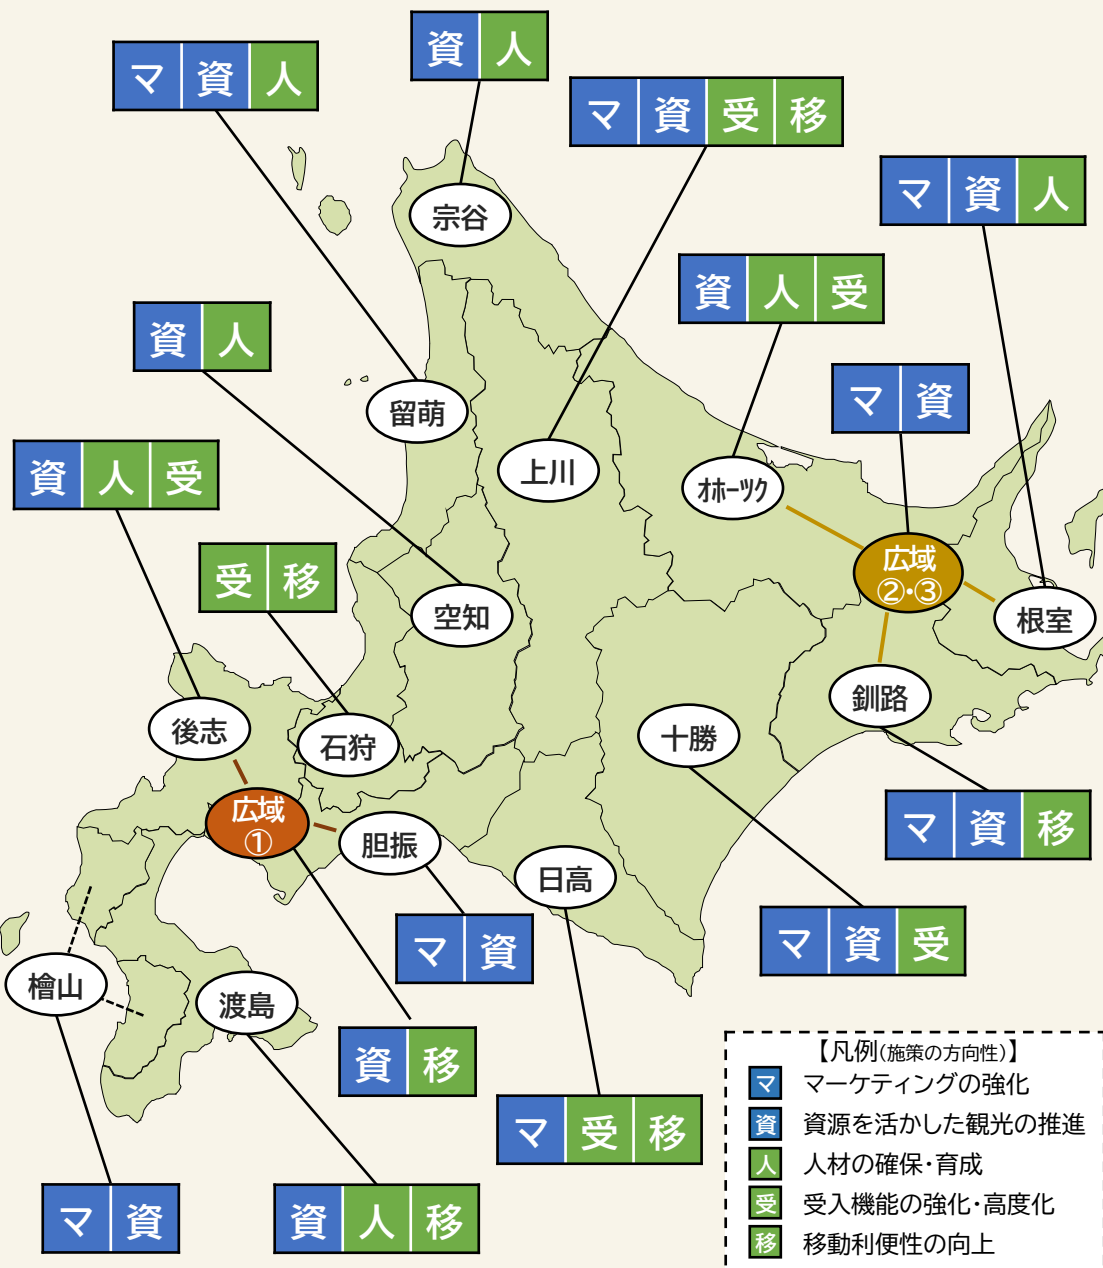 資人
マ資人
マ資受移
マ資人
宗谷
資人受
資人
マ資
留萌
資人受
上川
オホーツク
受移
広域
②・③
空知
根室
釧路
後志
石狩
十勝
広域
①
胆振
マ資移
日高
マ資
マ資受
檜山
渡島
資移
マ受移
マ資
資人移
【凡例(施策の方向性)】
マ マーケティングの強化
資 資源を活かした観光の推進
人 人材の確保・育成
受 受入機能の強化・高度化
移 移動利便性の向上